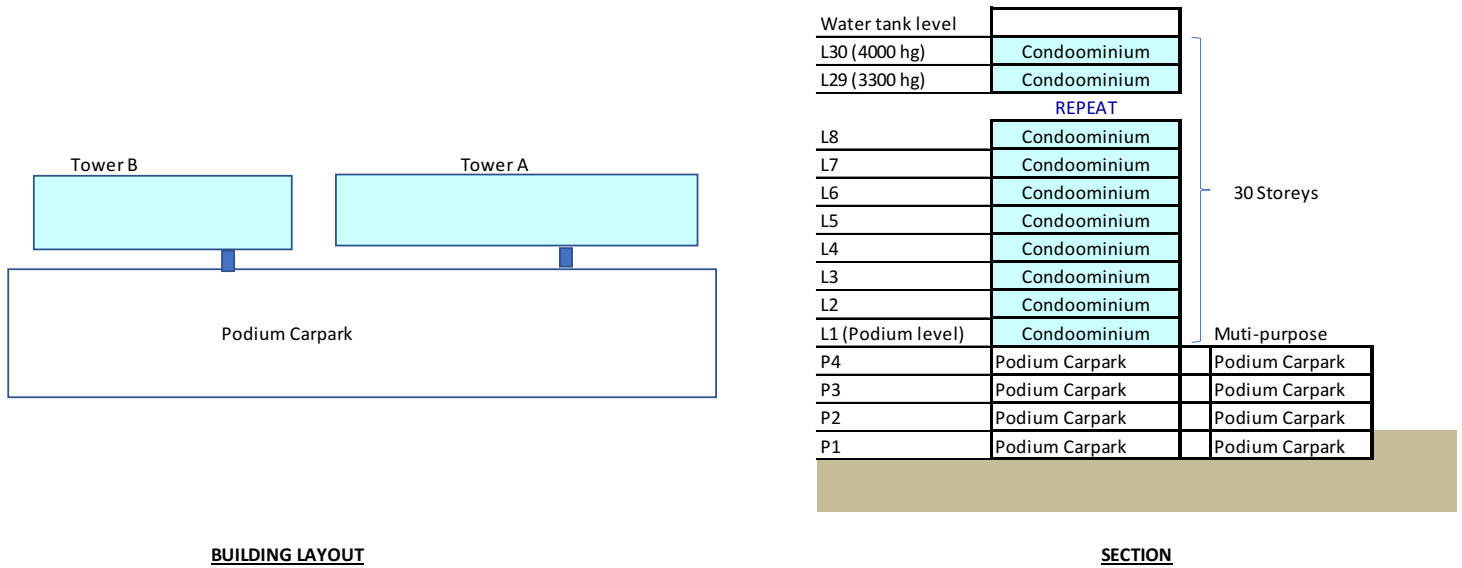 Tower B
Tower A
Podium Carpark
BUILDING LAYOUT
Water tank level
L30 (4000 hg) Condoominium
L29 (3300 hg) Condoominium
REPEAT
L8 Condoominium
L7 Condoominium
L6 Condoominium
L5 Condoominium
L4 Condoominium
L3 Condoominium
L2 Condoominium
L1 (Podium level) Condoominium Muti-purpose
30 Storeys
P4 Podium Carpark Podium Carpark
P3 Podium Carpark Podium Carpark
P2 Podium Carpark Podium Carpark
P1 Podium Carpark Podium Carpark
SECTION